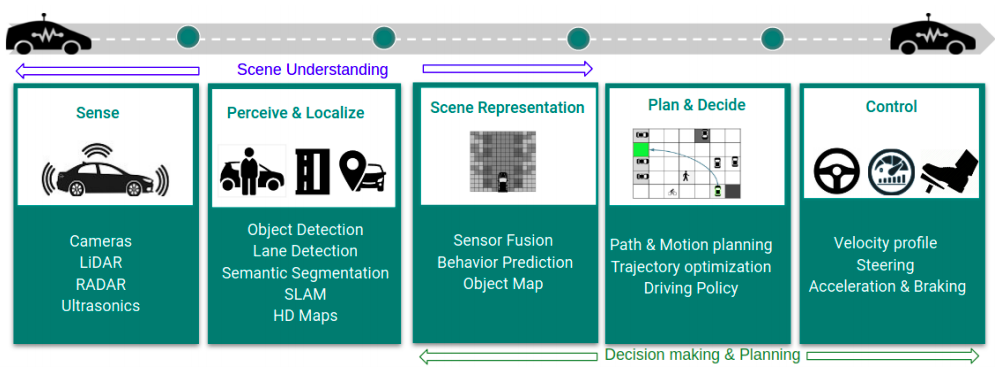 Scene Understanding
Sense
Cameras
LiDAR
RADAR
Ultrasonics
Perceive & Localize
Object Detection
Lane Detection
Semantic Segmentation
SLAM
HD Maps
Scene Representation
Sensor Fusion
Behavior Prediction
Object Map
Plan & Decide
Path & Motion planning
Trajectory optimization
Driving Policy
Control
Velocity profile
Steering
Acceleration & Braking
Decision making & Planning